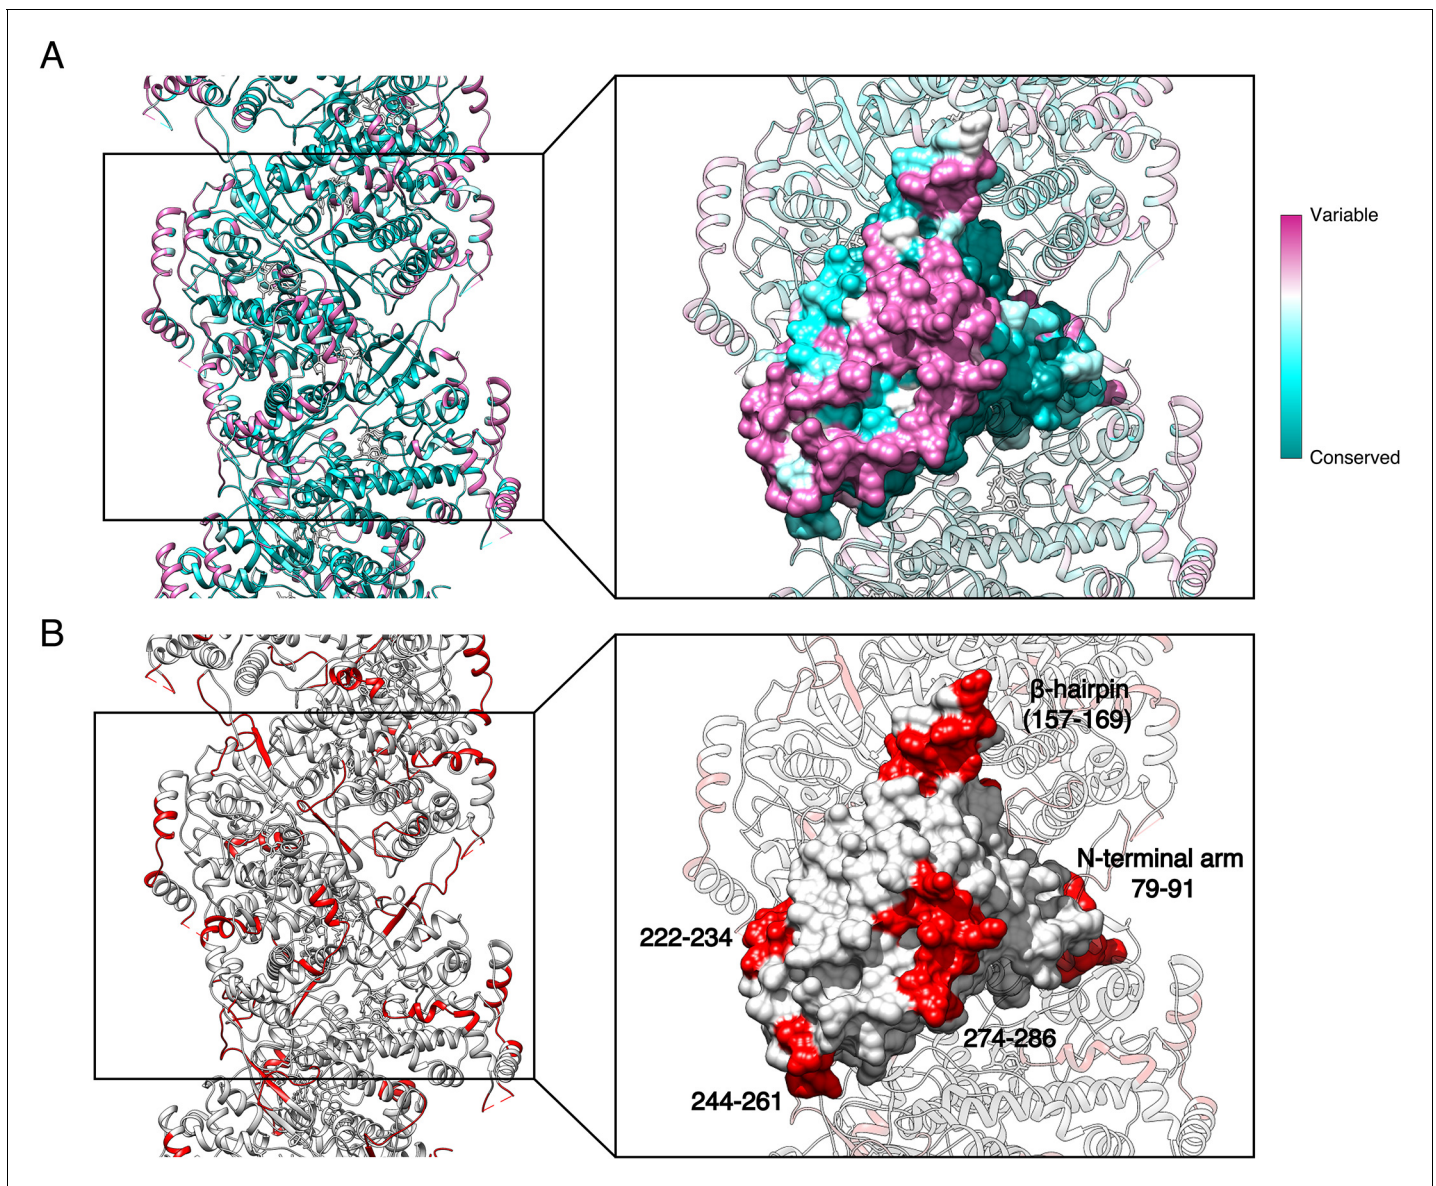 A
Variable
Conserved
B
β-hairpin
(157-169)
N-terminal arm
79-91
222-234
274-286
244-261